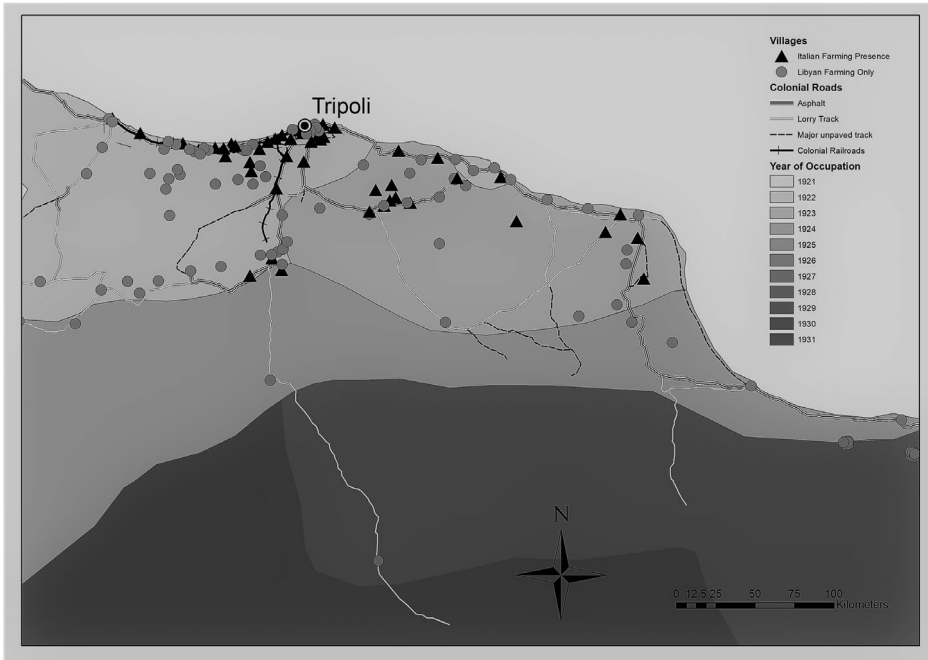 Tripoli
Villages
Italian Farming Presence
Libyan Farming Only
Colonial Roads
Asphalt
Lorry Track
Major unpaved track
Colonial Railroads
Year of Occupation
1921
1922
1923
1924
1925
1926
1927
1928
1929
1930
1931
N
0 12.525 50 75 100
Kilometers